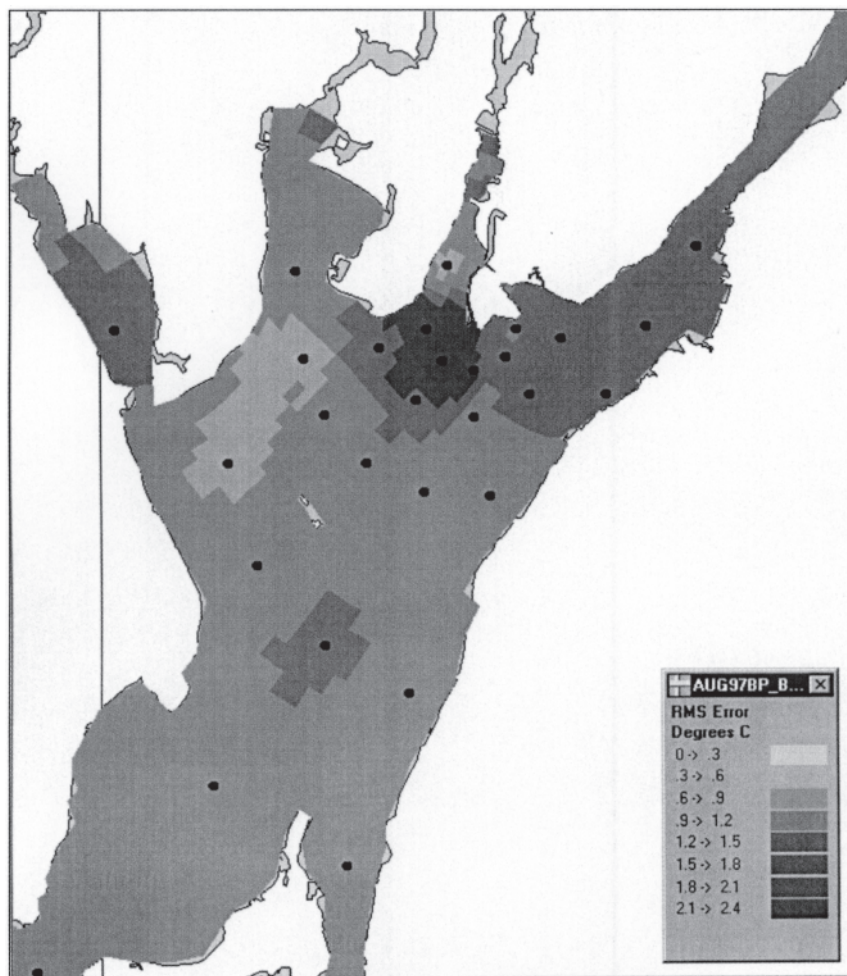 AUG97BP_B...
RMS Error
Degrees C
0-> .3
.3-> .6
.6-> .9
.9-> 1.2
1.2-> 1.5
1.5-> 1.8
1.8-> 2.1
2.1-> 2.4